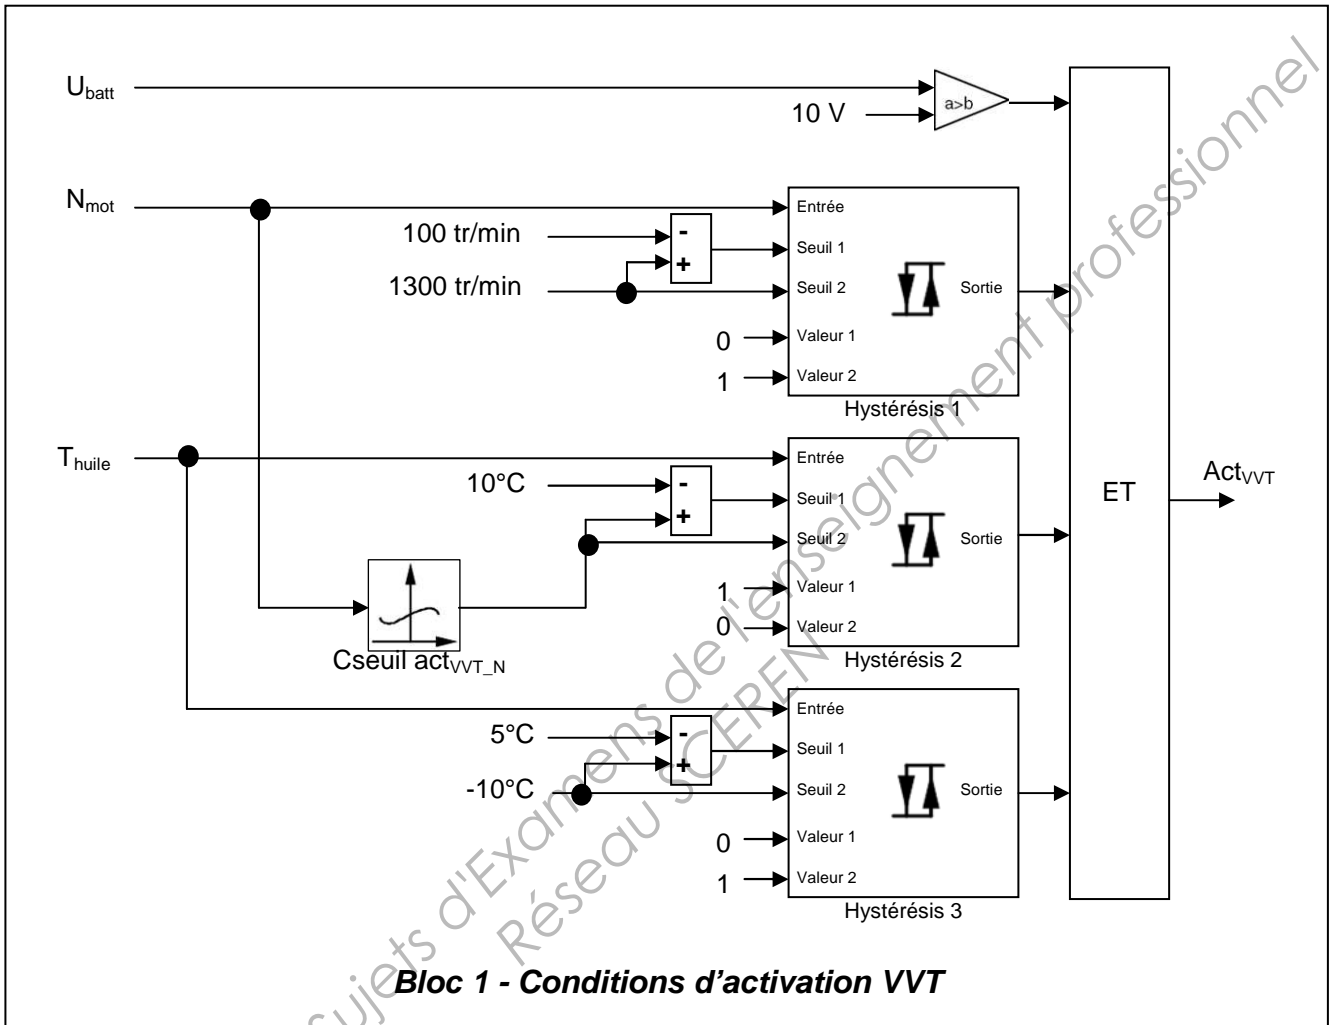 U_batt
10 V
a>b
N_mot
100 tr/min
1300 tr/min
-
+
0
1
Entrée
Seuil 1
Seuil 2
Valeur 1
Valeur 2
Sortie
Hystérésis 1
T_huile
10°C
-
+
Cseuil act_VVT_N
1
0
Entrée
Seuil 1
Seuil 2
Valeur 1
Valeur 2
Sortie
Hystérésis 2
5°C
-10°C
-
+
0
1
Entrée
Seuil 1
Seuil 2
Valeur 1
Valeur 2
Sortie
Hystérésis 3
ET
Act_VVT
Bloc 1 - Conditions d'activation VVT
Sujets d'Examens de l'enseignement professionnel
Réseau SCEREN